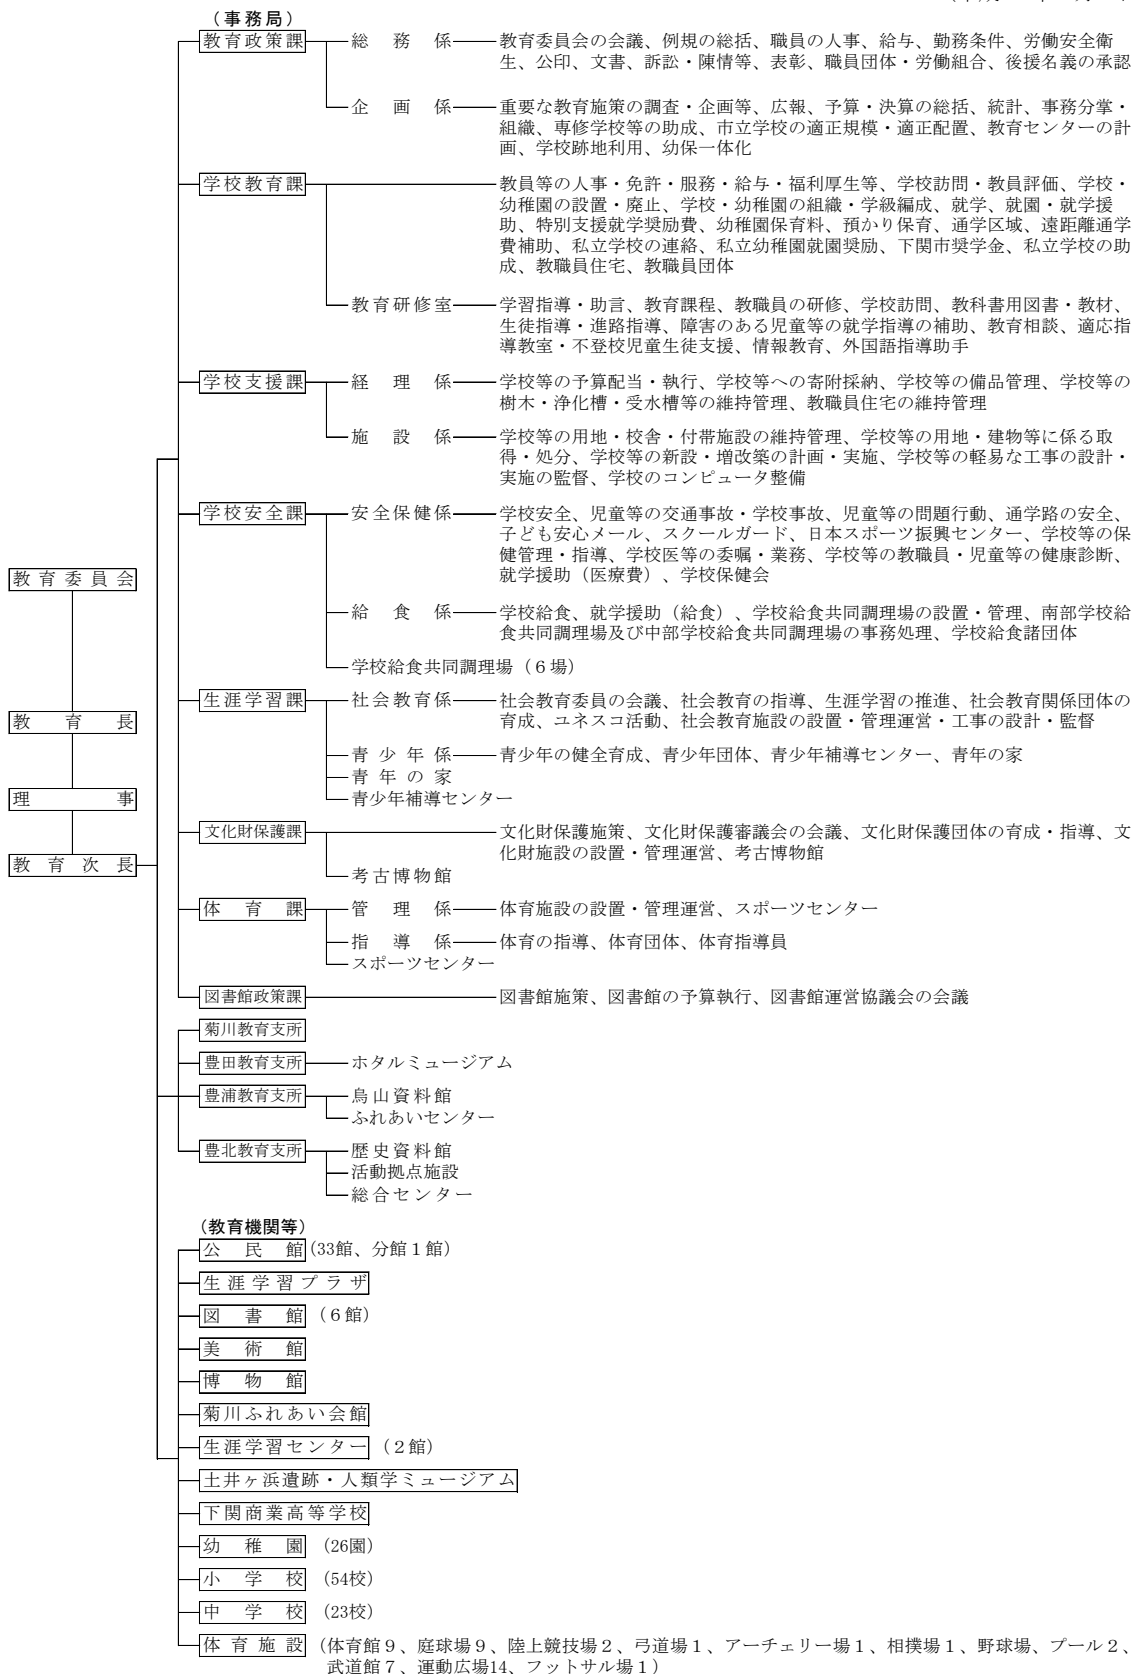 （事務局）
教育政策課 総務係 教育委員会の会議、例規の総括、職員の人事、給与、勤務条件、労働安全衛
生、公印、文書、訴訟・陳情等、表彰、職員団体・労働組合、後援名義の承認
企画係 重要な教育施策の調査・企画等、広報、予算・決算の総括、統計、事務分掌・
組織、専修学校等の助成、市立学校の適正規模・適正配置、教育センターの計
画、学校跡地利用、幼保一体化
学校教育課 教員等の人事・免許・服務・給与・福利厚生等、学校訪問・教員評価、学校・
幼稚園の設置・廃止、学校・幼稚園の組織・学級編成、就学、就園・就学援
助、特別支援就学奨励費、幼稚園保育料、預かり保育、通学区域、遠距離通学
費補助、私立学校の連絡、私立幼稚園就園奨励、下関市奨学金、私立学校の助
成、教職員住宅、教職員団体
教育研修室 学習指導・助言、教育課程、教職員の研修、学校訪問、教科書用図書・教材、
生徒指導・進路指導、障害のある児童等の就学指導の補助、教育相談、適応指
導教室・不登校児童生徒支援、情報教育、外国語指導助手
学校支援課 経理係 学校等の予算配当・執行、学校等への寄附採納、学校等の備品管理、学校等の
樹木・浄化槽・受水槽等の維持管理、教職員住宅の維持管理
施設係 学校等の用地・校舎・付帯施設の維持管理、学校等の用地・建物等に係る取
得・処分、学校等の新設・増改築の計画・実施、学校等の軽易な工事の設計・
実施の監督、学校のコンピュータ整備
学校安全課 安全保健係 学校安全、児童等の交通事故・学校事故、児童等の問題行動、通学路の安全、
子ども安心メール、スクールガード、日本スポーツ振興センター、学校等の保
健管理・指導、学校医等の委嘱・業務、学校等の教職員・児童等の健康診断、
就学援助（医療費）、学校保健会
教育委員会
給食係 学校給食、就学援助（給食）、学校給食共同調理場の設置・管理、南部学校給
食共同調理場及び中部学校給食共同調理場の事務処理、学校給食諸団体
学校給食共同調理場（６場）
生涯学習課 社会教育係 社会教育委員の会議、社会教育の指導、生涯学習の推進、社会教育関係団体の
育成、ユネスコ活動、社会教育施設の設置・管理運営・工事の設計・監督
教育長
青少年係 青少年の健全育成、青少年団体、青少年補導センター、青年の家
青年の家
青少年補導センター
理事
文化財保護課 文化財保護施策、文化財保護審議会の会議、文化財保護団体の育成・指導、文
化財施設の設置・管理運営、考古博物館
教育次長
考古博物館
体育課 管理係 体育施設の設置・管理運営、スポーツセンター
指導係 体育の指導、体育団体、体育指導員
スポーツセンター
図書館政策課 図書館施策、図書館の予算執行、図書館運営協議会の会議
菊川教育支所
豊田教育支所 ホタルミュージアム
豊浦教育支所 烏山資料館
ふれあいセンター
豊北教育支所 歴史資料館
活動拠点施設
総合センター
（教育機関等）
公民館（33館、分館１館）
生涯学習プラザ
図書館（６館）
美術館
博物館
菊川ふれあい会館
生涯学習センター（２館）
土井ヶ浜遺跡・人類学ミュージアム
下関商業高等学校
幼稚園（26園）
小学校（54校）
中学校（23校）
体育施設（体育館９、庭球場９、陸上競技場２、弓道場１、アーチェリー場１、相撲場１、野球場、プール２、
武道館７、運動広場14、フットサル場１）